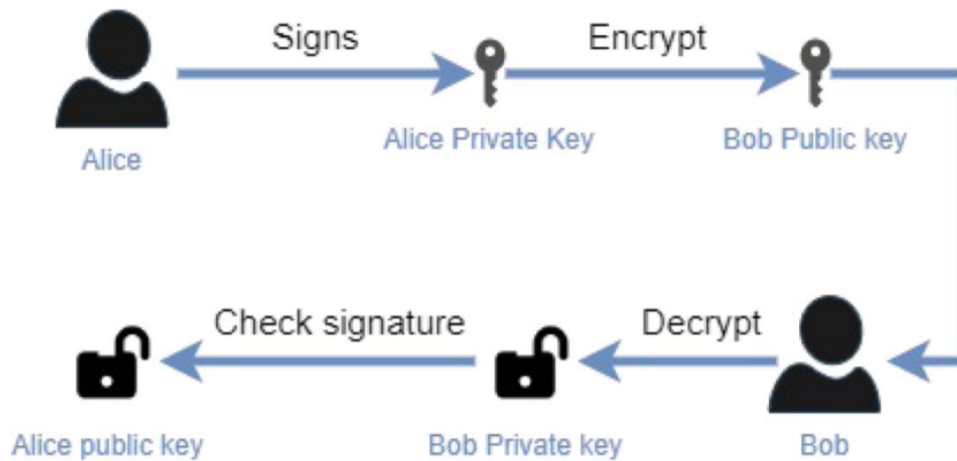 Signs
Encrypt
Alice
Alice Private Key
Bob Public key
Check signature
Decrypt
Alice public key
Bob Private key
Bob